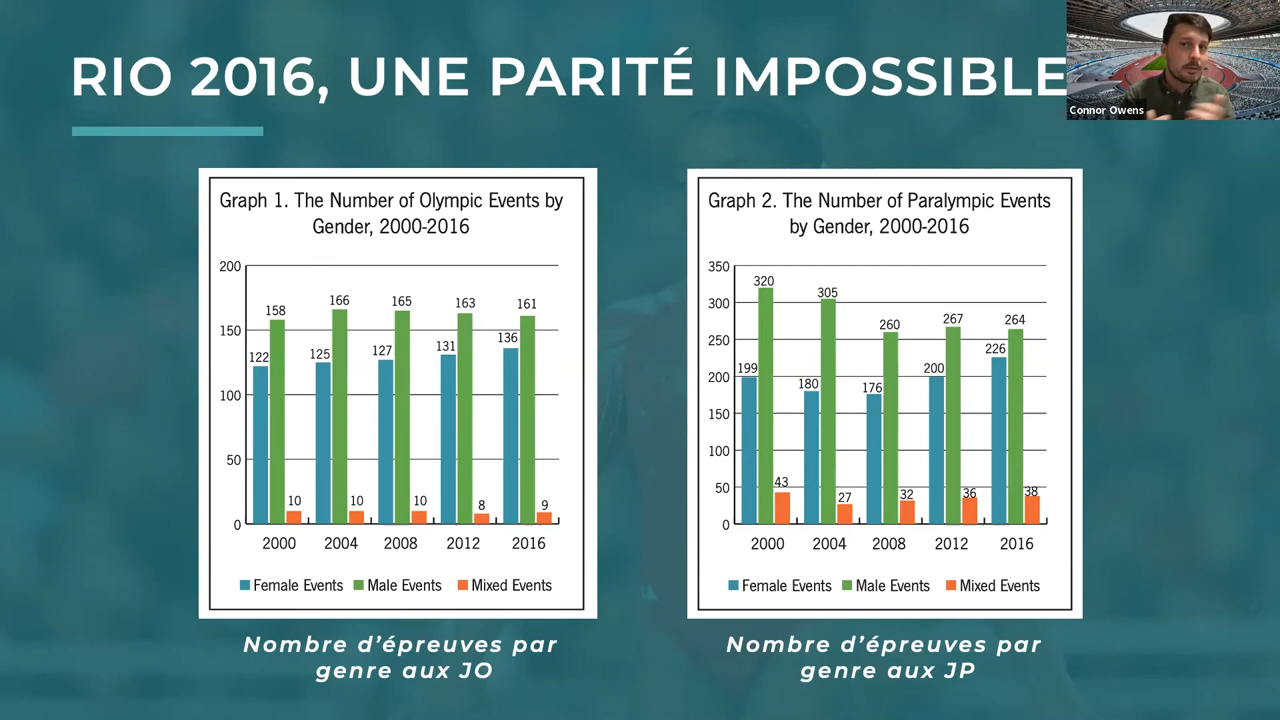 RIO 2016, UNE PARITÉ IMPOSSIBLE
Connor Owens
Graph 1. The Number of Olympic Events by
Gender, 2000-2016
200
150
100
50
0
122 158 10
125 166 10
127 165 10
131 163 8
136 161 9
2000 2004 2008 2012 2016
Female Events Male Events Mixed Events
Nombre d'épreuves par
genre aux JO
Graph 2. The Number of Paralympic Events
by Gender, 2000-2016
350
300
250
200
150
100
50
0
199 320 43
180 305 27
176 260 32
200 267 36
226 264 38
2000 2004 2008 2012 2016
Female Events Male Events Mixed Events
Nombre d'épreuves par
genre aux JP